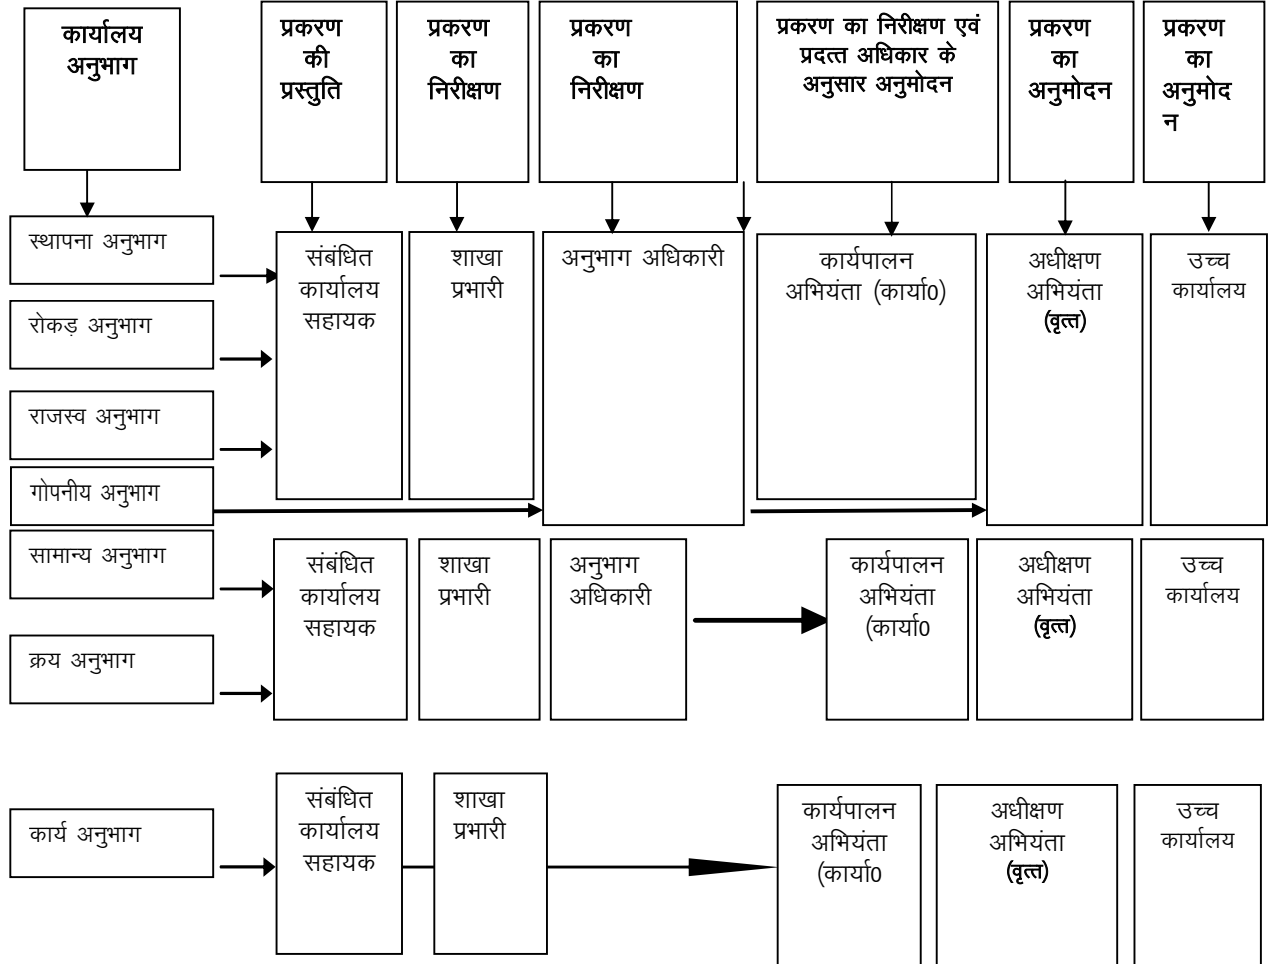 कार्यालय
अनुभाग
प्रकरण
की
प्रस्तुति
प्रकरण
का
निरीक्षण
प्रकरण
का
निरीक्षण
प्रकरण का निरीक्षण एवं
प्रदत्त अधिकार के
अनुसार अनुमोदन
प्रकरण
का
अनुमोदन
प्रकरण
का
अनुमोद
न
स्थापना अनुभाग
रोकड़ अनुभाग
राजस्व अनुभाग
गोपनीय अनुभाग
संबंधित
कार्यालय
सहायक
शाखा
प्रभारी
अनुभाग अधिकारी
कार्यपालन
अभियंता (कार्या0)
अधीक्षण
अभियंता
(वृत्त)
उच्च
कार्यालय
सामान्य अनुभाग
क्रय अनुभाग
संबंधित
कार्यालय
सहायक
शाखा
प्रभारी
अनुभाग
अधिकारी
कार्यपालन
अभियंता
(कार्या0
अधीक्षण
अभियंता
(वृत्त)
उच्च
कार्यालय
कार्य अनुभाग
संबंधित
कार्यालय
सहायक
शाखा
प्रभारी
कार्यपालन
अभियंता
(कार्या0
अधीक्षण
अभियंता
(वृत्त)
उच्च
कार्यालय